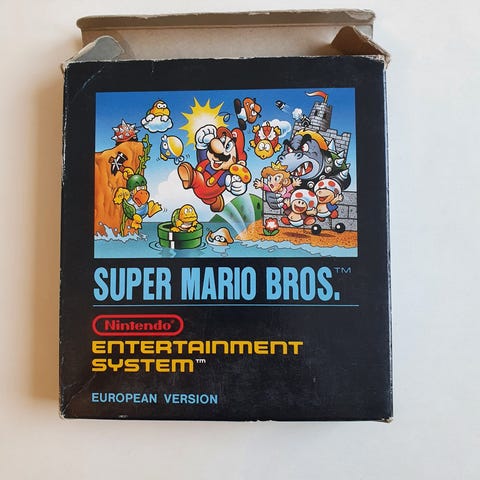 SUPER MARIO BROS.™
Nintendo®
ENTERTAINMENT
SYSTEM™
EUROPEAN VERSION